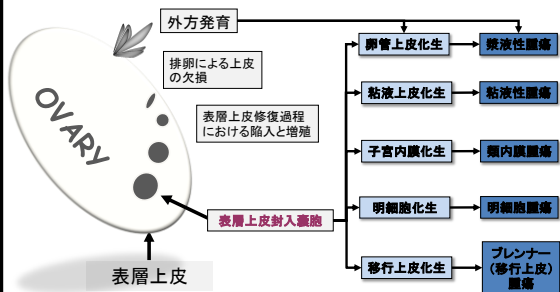 外方発育
排卵による上皮
の欠損
OVARY
表層上皮修復過程
における陥入と増殖
表層上皮封入嚢胞
表層上皮
卵管上皮化生
漿液性腫瘍
粘液上皮化生
粘液性腫瘍
子宮内膜化生
類内膜腫瘍
明細胞化生
明細胞腫瘍
移行上皮化生
ブレンナー
(移行上皮)
腫瘍